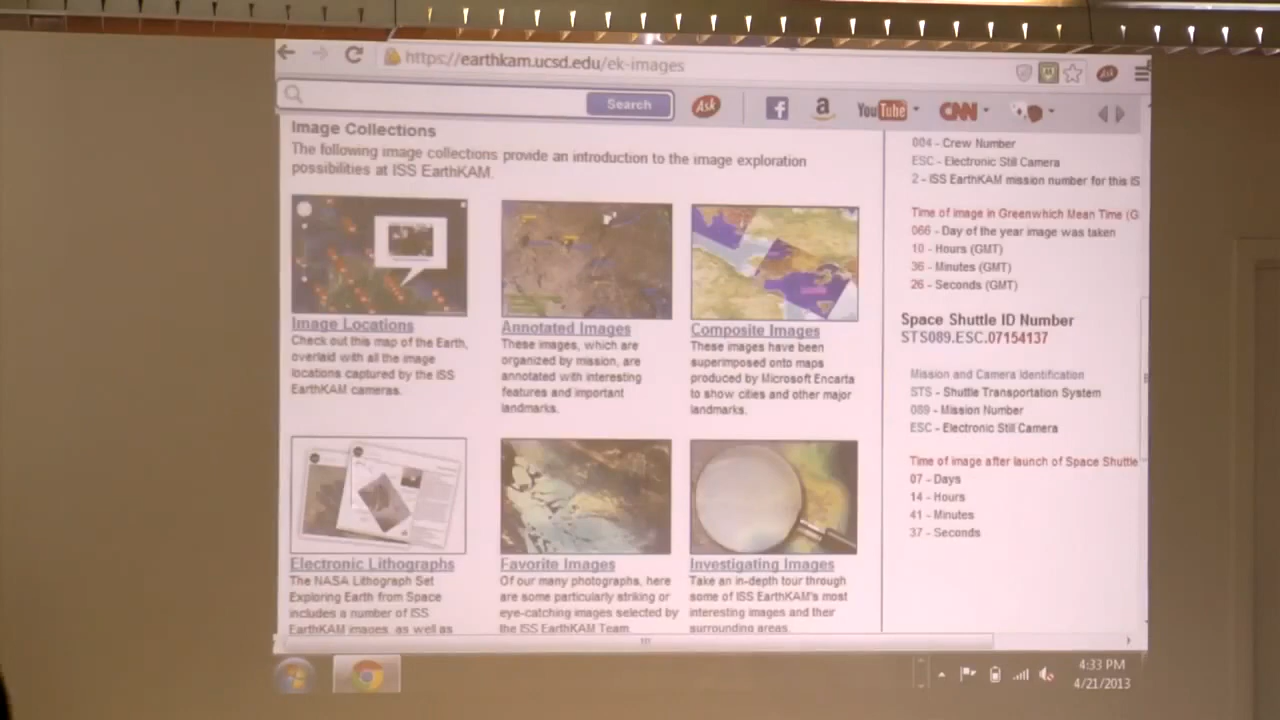 https://earthkam.ucsd.edu/ek-images
Ask
Search
Ask
f
a
YouTube
CNN
Image Collections
The following image collections provide an introduction to the image exploration
possibilities at ISS EarthKAM.
Image Locations
Check out this map of the Earth,
overlaid with all the image
locations captured by the ISS
EarthKAM cameras.
Annotated Images
These images, which are
organized by mission, are
annotated with interesting
features and important
landmarks.
Composite Images
These images have been
superimposed onto maps
produced by Microsoft Encarta
to show cities and other major
landmarks.
Electronic Lithographs
The NASA Lithograph Set
Exploring Earth from Space
includes a number of ISS
EarthKAM images, as well as
Favorite Images
Of our many photographs, here
are some particularly striking or
eye-catching images selected by
the ISS EarthKAM Team.
Investigating Images
Take an in-depth tour through
some of ISS EarthKAM's most
interesting images and their
surrounding areas.
004 - Crew Number
ESC - Electronic Still Camera
2 - ISS EarthKAM mission number for this IS
Time of image in Greenwhich Mean Time (G
066 - Day of the year image was taken
10 - Hours (GMT)
36 - Minutes (GMT)
26 - Seconds (GMT)
Space Shuttle ID Number
STS089.ESC.07154137
Mission and Camera Identification
STS - Shuttle Transportation System
089 - Mission Number
ESC - Electronic Still Camera
Time of image after launch of Space Shuttle
07 - Days
14 - Hours
41 - Minutes
37 - Seconds
4:33 PM
4/21/2013